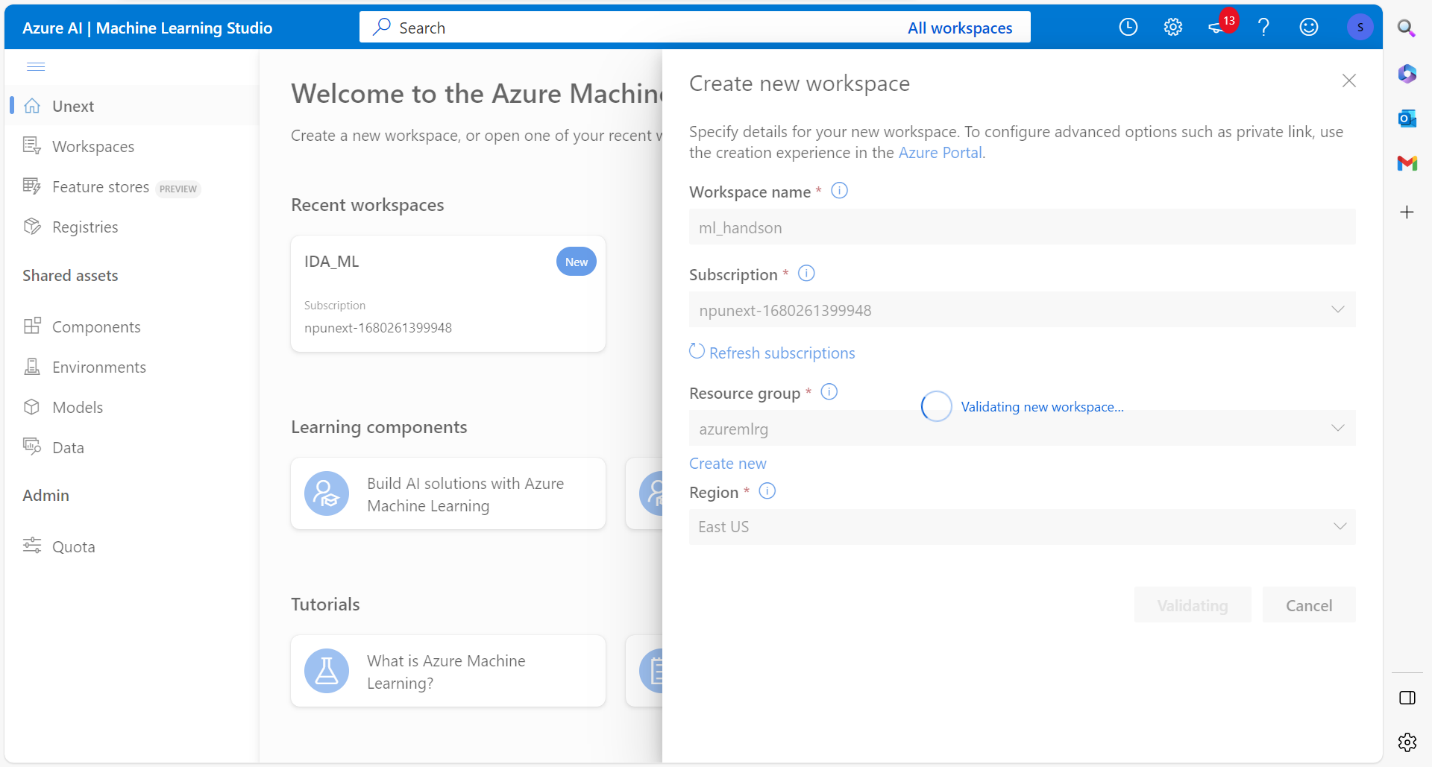 Azure AI | Machine Learning Studio
Search
All workspaces
13
S
Unext
Workspaces
Feature stores PREVIEW
Registries
Shared assets
Components
Environments
Models
Data
Admin
Quota
Welcome to the Azure Machin
Create a new workspace, or open one of your recent w
Recent workspaces
IDA_ML
New
Subscription
npunext-1680261399948
Learning components
Build AI solutions with Azure
Machine Learning
Tutorials
What is Azure Machine
Learning?
Create new workspace
Specify details for your new workspace. To configure advanced options such as private link, use
the creation experience in the Azure Portal.
Workspace name *
ml_handson
Subscription *
npunext-1680261399948
Refresh subscriptions
Resource group *
Validating new workspace...
azuremlrg
Create new
Region *
East US
Validating
Cancel